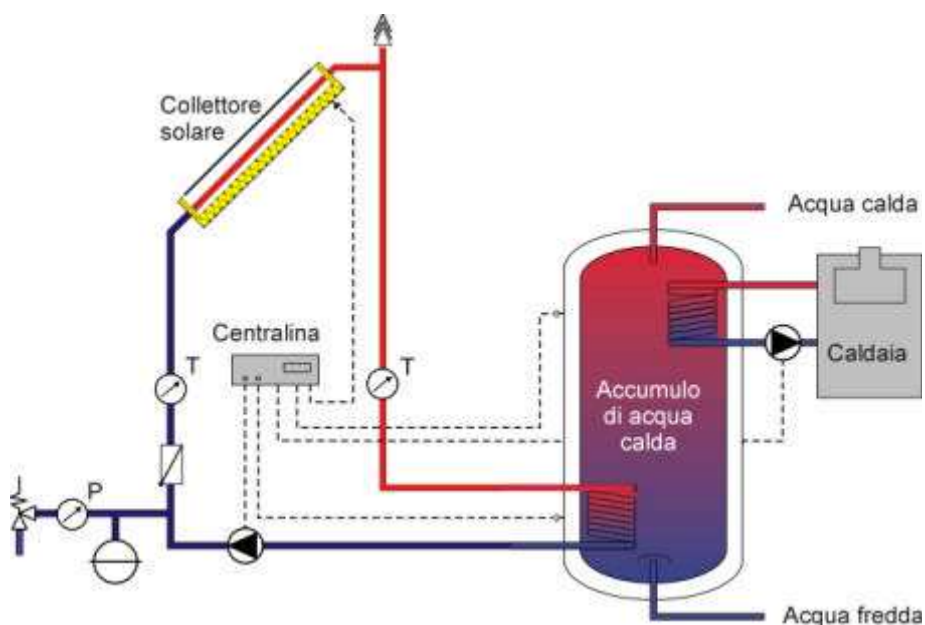 Collettore
solare
Acqua calda
Centralina
T
T
Caldaia
Accumulo
di acqua
calda
P
Acqua fredda